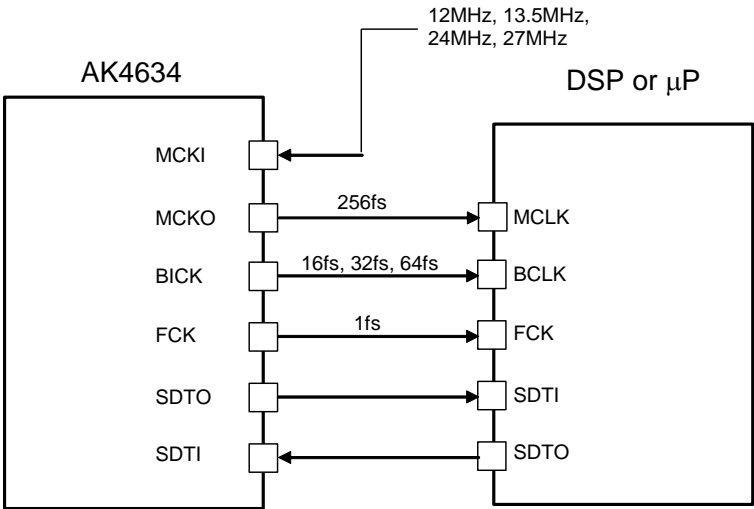 12MHz, 13.5MHz,
24MHz, 27MHz
AK4634
DSP or μP
MCKI
MCKO
256fs
MCLK
BICK
16fs, 32fs, 64fs
BCLK
FCK
1fs
FCK
SDTO
SDTI
SDTI
SDTO